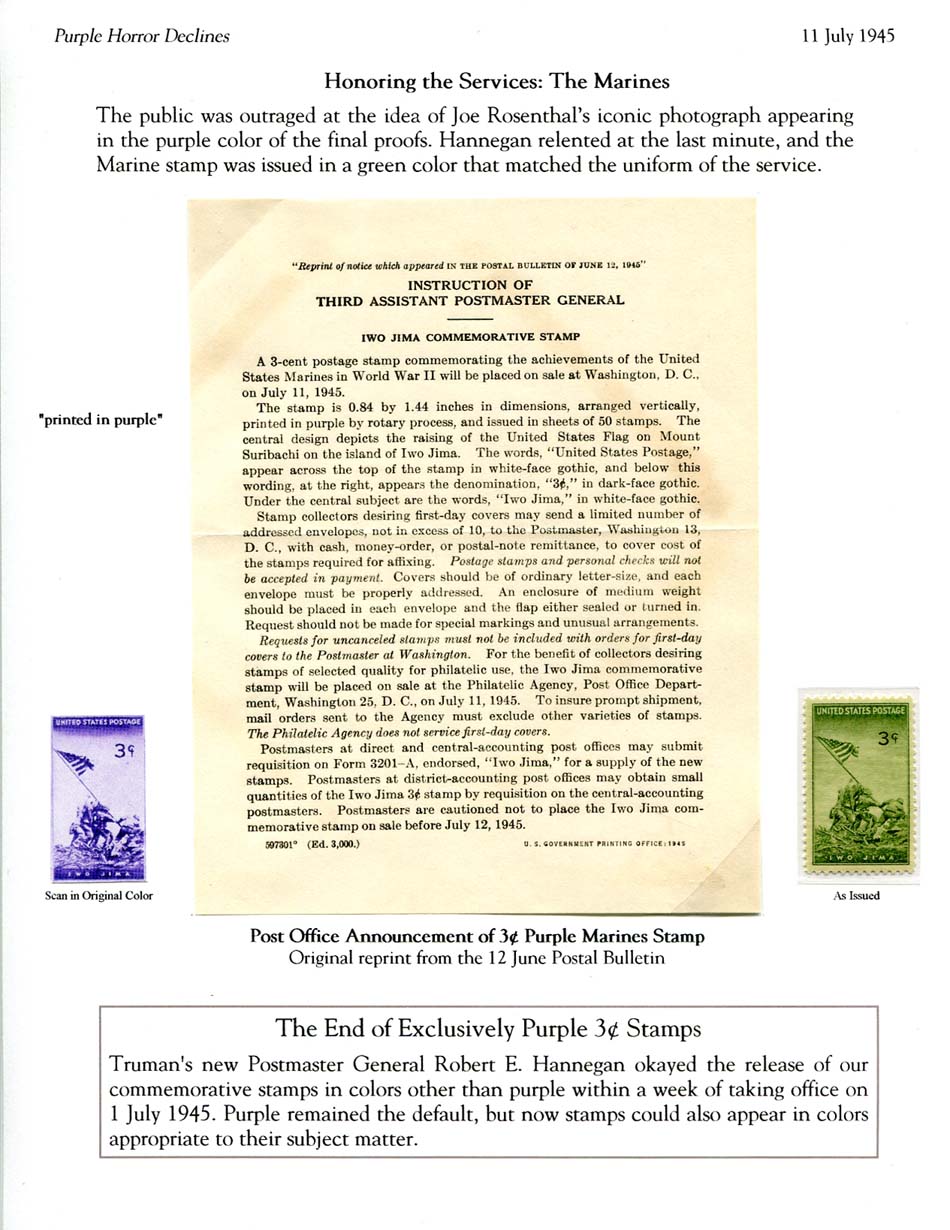 Purple Horror Declines
11 July 1945
Honoring the Services: The Marines
The public was outraged at the idea of Joe Rosenthal's iconic photograph appearing
in the purple color of the final proofs. Hannegan relented at the last minute, and the
Marine stamp was issued in a green color that matched the uniform of the service.
"Reprint of notice which appeared IN THE POSTAL BULLETIN OF JUNE 12, 1945"
INSTRUCTION OF
THIRD ASSISTANT POSTMASTER GENERAL
IWO JIMA COMMEMORATIVE STAMP
A 3-cent postage stamp commemorating the achievements of the United
States Marines in World War II will be placed on sale at Washington, D. C.,
on July 11, 1945.
The stamp is 0.84 by 1.44 inches in dimensions, arranged vertically,
printed in purple by rotary process, and issued in sheets of 50 stamps. The
central design depicts the raising of the United States Flag on Mount
Suribachi on the island of Iwo Jima. The words, "United States Postage,"
appear across the top of the stamp in white-face gothic, and below this
wording, at the right, appears the denomination, "3¢," in dark-face gothic.
Under the central subject are the words, "Iwo Jima," in white-face gothic.
Stamp collectors desiring first-day covers may send a limited number of
addressed envelopes, not in excess of 10, to the Postmaster, Washington 13,
D. C., with cash, money-order, or postal-note remittance, to cover cost of
the stamps required for affixing. Postage stamps and personal checks will not
be accepted in payment. Covers should be of ordinary letter-size, and each
envelope must be properly addressed. An enclosure of medium weight
should be placed in each envelope and the flap either sealed or turned in.
Request should not be made for special markings and unusual arrangements.
Requests for uncanceled stamps must not be included with orders for first-day
covers to the Postmaster at Washington. For the benefit of collectors desiring
stamps of selected quality for philatelic use, the Iwo Jima commemorative
stamp will be placed on sale at the Philatelic Agency, Post Office Depart-
ment, Washington 25, D. C., on July 11, 1945. To insure prompt shipment,
mail orders sent to the Agency must exclude other varieties of stamps.
The Philatelic Agency does not service first-day covers.
Postmasters at direct and central-accounting post offices may submit
requisition on Form 3201-A, endorsed, "Iwo Jima," for a supply of the new
stamps. Postmasters at district-accounting post offices may obtain small
quantities of the Iwo Jima 3¢ stamp by requisition on the central-accounting
postmasters. Postmasters are cautioned not to place the Iwo Jima com-
memorative stamp on sale before July 12, 1945.
597301° (Ed. 3,000.)
U. S. GOVERNMENT PRINTING OFFICE: 1945
"printed in purple"
UNITED STATES POSTAGE
3¢
IWO JIMA
Scan in Original Color
UNITED STATES POSTAGE
3¢
IWO JIMA
As Issued
Post Office Announcement of 3¢ Purple Marines Stamp
Original reprint from the 12 June Postal Bulletin
The End of Exclusively Purple 3¢ Stamps
Truman's new Postmaster General Robert E. Hannegan okayed the release of our
commemorative stamps in colors other than purple within a week of taking office on
1 July 1945. Purple remained the default, but now stamps could also appear in colors
appropriate to their subject matter.